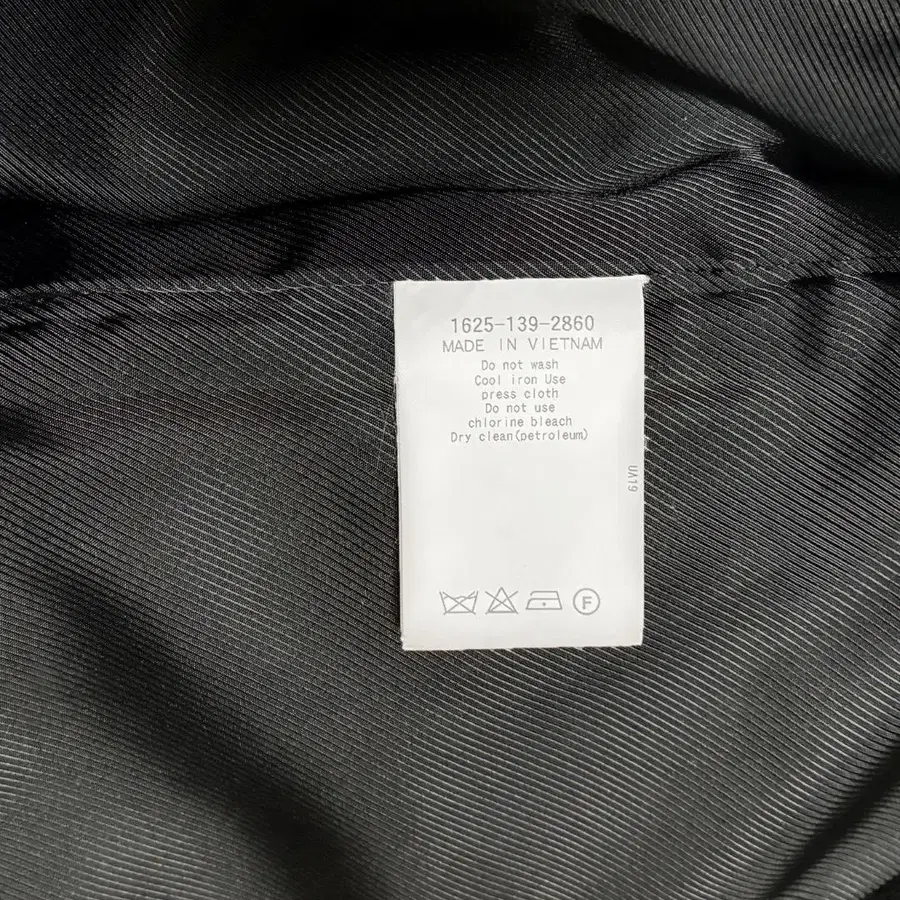 1625-139-2860
MADE IN VIETNAM
Do not wash
Cool iron Use
press cloth
Do not use
chlorine bleach
Dry clean(petroleum)
UA19
F